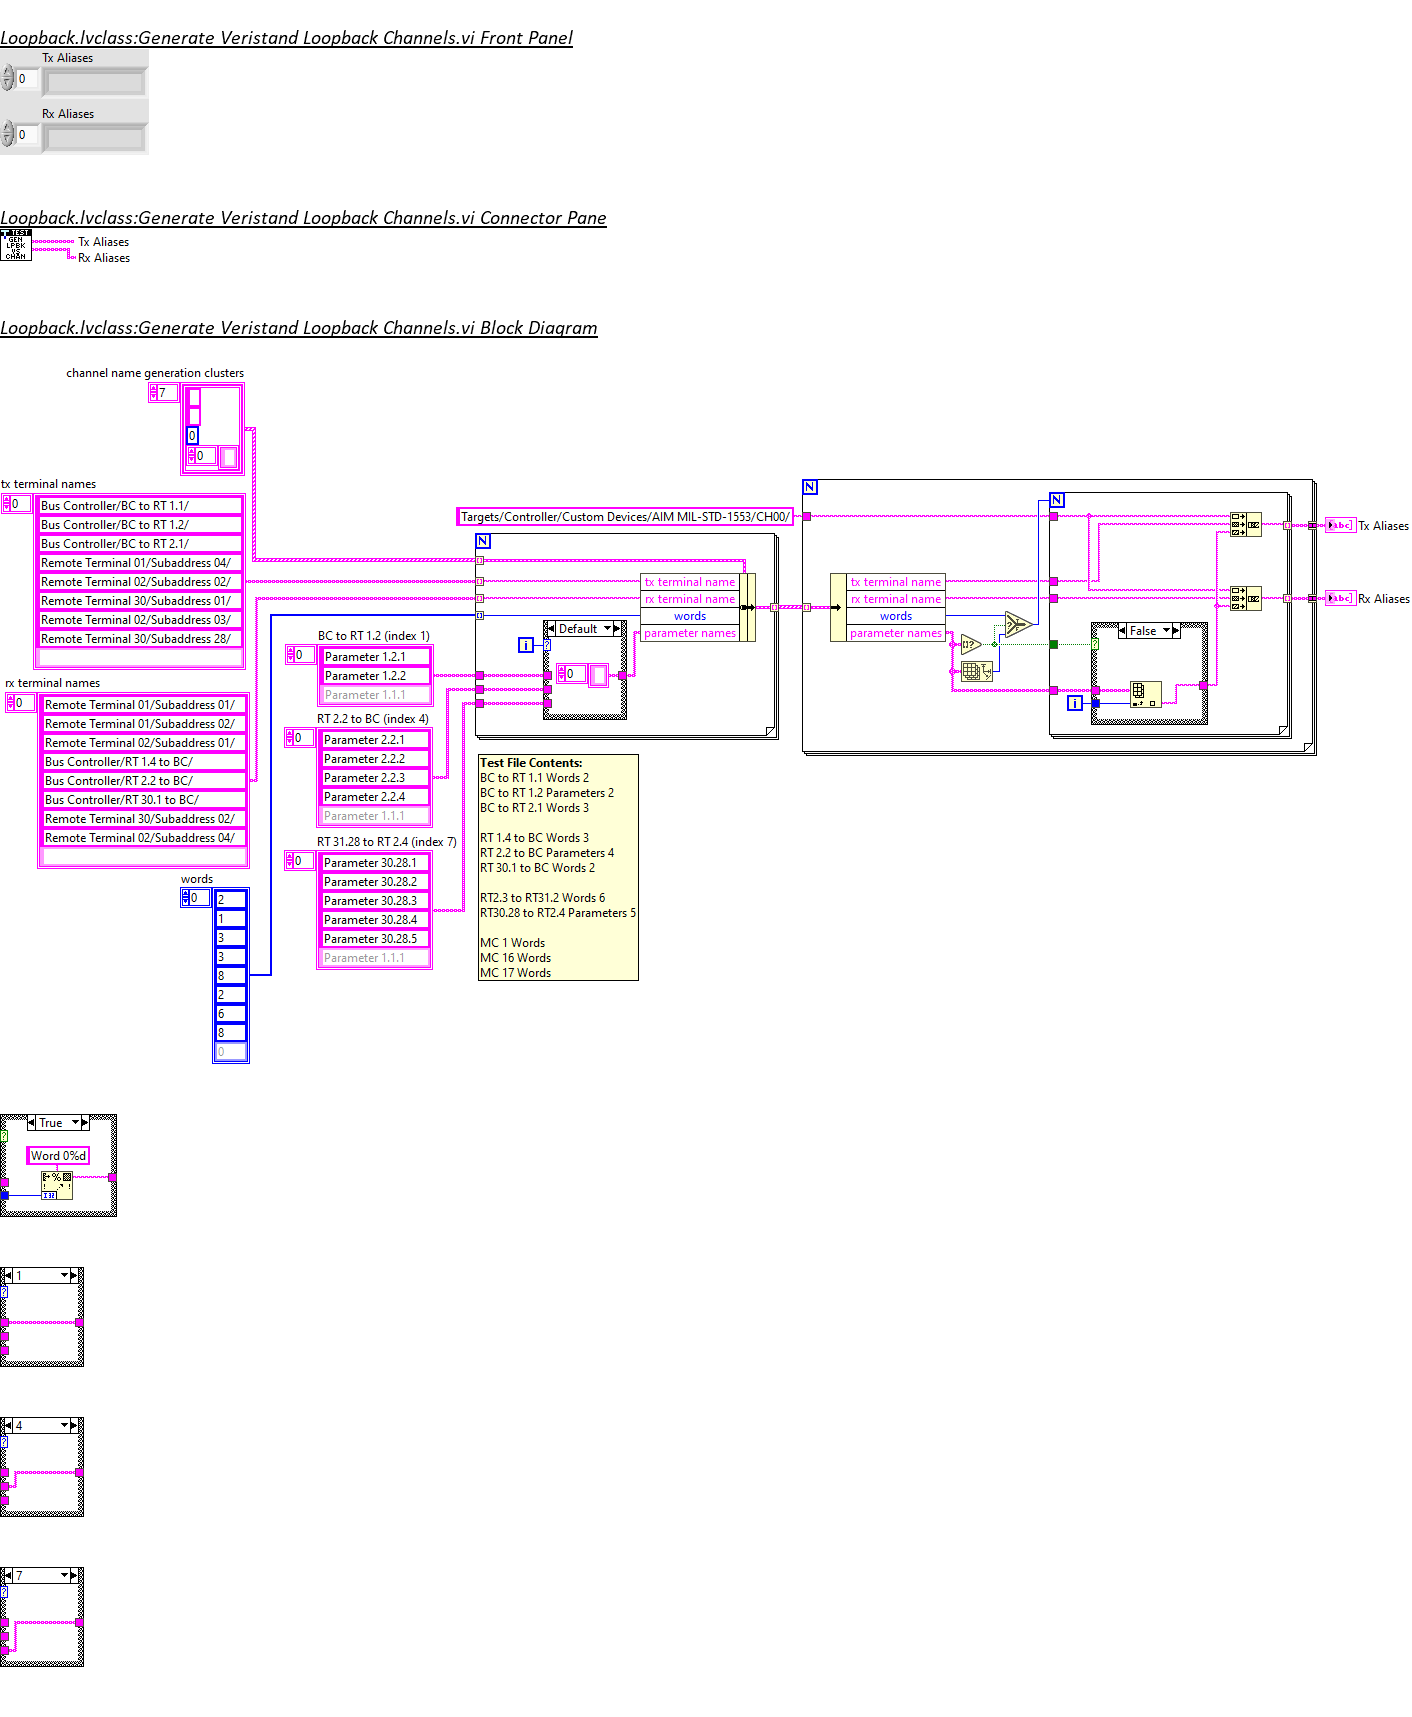 Loopback.lvclass:Generate Veristand Loopback Channels.vi Front Panel
Tx Aliases
0
Rx Aliases
0
Loopback.lvclass:Generate Veristand Loopback Channels.vi Connector Pane
TEST
GEN
LPBK
VS
CHAN
Tx Aliases
Rx Aliases
Loopback.lvclass:Generate Veristand Loopback Channels.vi Block Diagram
channel name generation clusters
7
0
0
tx terminal names
0
Bus Controller/BC to RT 1.1/
Bus Controller/BC to RT 1.2/
Bus Controller/BC to RT 2.1/
Remote Terminal 01/Subaddress 04/
Remote Terminal 02/Subaddress 02/
Remote Terminal 30/Subaddress 01/
Remote Terminal 02/Subaddress 03/
Remote Terminal 30/Subaddress 28/
rx terminal names
0
Remote Terminal 01/Subaddress 01/
Remote Terminal 01/Subaddress 02/
Remote Terminal 02/Subaddress 01/
Bus Controller/RT 1.4 to BC/
Bus Controller/RT 2.2 to BC/
Bus Controller/RT 30.1 to BC/
Remote Terminal 30/Subaddress 02/
Remote Terminal 02/Subaddress 04/
words
0
2
1
3
3
8
2
6
8
0
BC to RT 1.2 (index 1)
0
Parameter 1.2.1
Parameter 1.2.2
Parameter 1.1.1
RT 2.2 to BC (index 4)
0
Parameter 2.2.1
Parameter 2.2.2
Parameter 2.2.3
Parameter 2.2.4
Parameter 1.1.1
RT 31.28 to RT 2.4 (index 7)
0
Parameter 30.28.1
Parameter 30.28.2
Parameter 30.28.3
Parameter 30.28.4
Parameter 30.28.5
Parameter 1.1.1
Targets/Controller/Custom Devices/AIM MIL-STD-1553/CH00/
N
tx terminal name
rx terminal name
words
parameter names
i
Default
?
0
Test File Contents:
BC to RT 1.1 Words 2
BC to RT 1.2 Parameters 2
BC to RT 2.1 Words 3
RT 1.4 to BC Words 3
RT 2.2 to BC Parameters 4
RT 30.1 to BC Words 2
RT2.3 to RT31.2 Words 6
RT30.28 to RT2.4 Parameters 5
MC 1 Words
MC 16 Words
MC 17 Words
N
tx terminal name
rx terminal name
words
parameter names
?
?
N
False
?
i
abc
Tx Aliases
abc
Rx Aliases
True
?
Word 0%d
%
I32
1
?
4
?
7
?